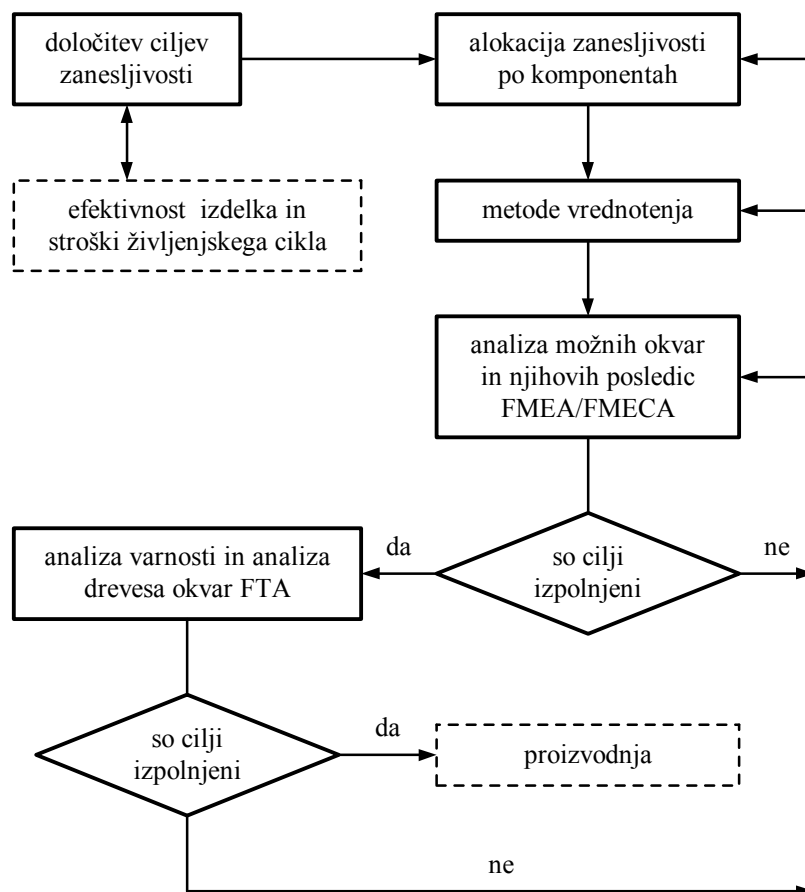 določitev ciljev
zanesljivosti
alokacija zanesljivosti
po komponentah
efektivnost izdelka in
stroški življenjskega cikla
metode vrednotenja
analiza možnih okvar
in njihovih posledic
FMEA/FMECA
analiza varnosti in analiza
drevesa okvar FTA
da
so cilji
izpolnjeni
ne
so cilji
izpolnjeni
da
proizvodnja
ne